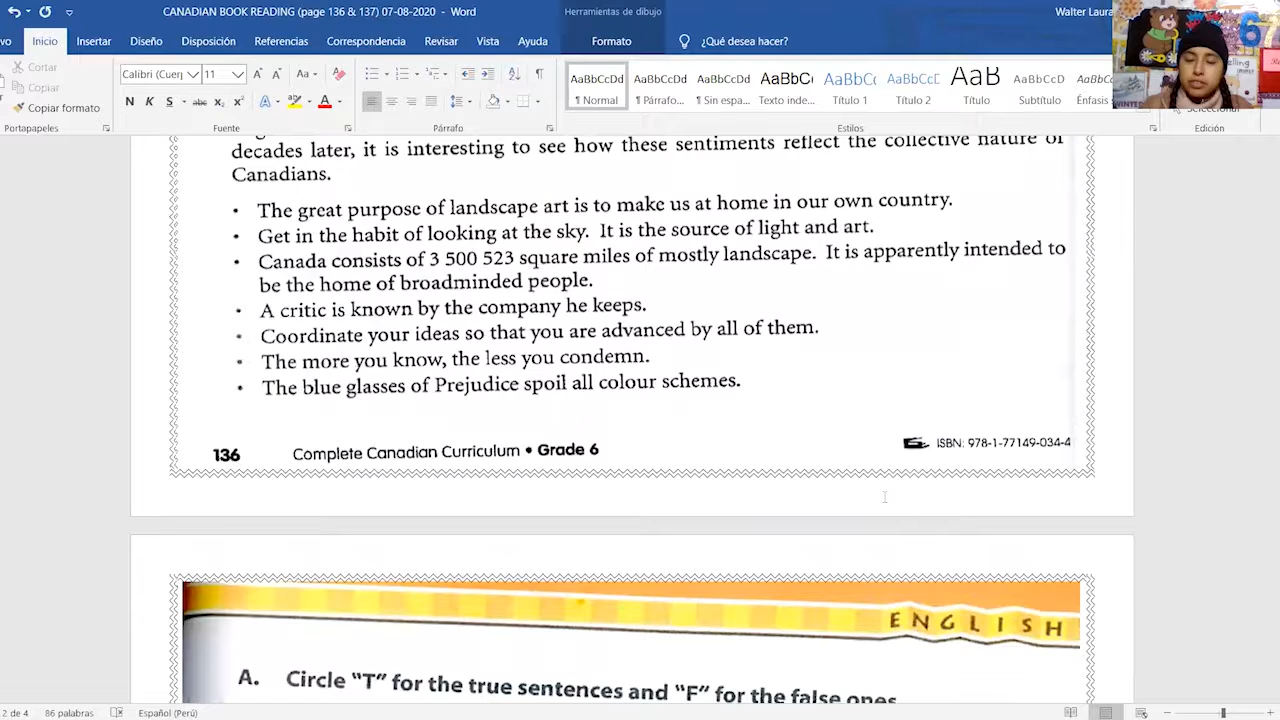 CANADIAN BOOK READING (page 136 & 137) 07-08-2020 - Word
Herramientas de dibujo
Walter Laura
Inicio
Insertar
Diseño
Disposición
Referencias
Correspondencia
Revisar
Vista
Ayuda
Formato
¿Qué desea hacer?
Cortar
Copiar
Copiar formato
Portapapeles
Calibri (Cuerp
11
N K S abc x₂ x²
Fuente
Párrafo
AaBbCcDd AaBbCcDd AaBbCcDd AaBbC( AaBbC( AaBbCcD AaB AaBbCcD
¶ Normal ¶ Párrafo... ¶ Sin espa... Texto inde... Título 1 Título 2 Título Subtítulo Énfasis
Estilos
Edición
decades later, it is interesting to see how these sentiments reflect the collective nature of
Canadians.
• The great purpose of landscape art is to make us at home in our own country.
• Get in the habit of looking at the sky. It is the source of light and art.
• Canada consists of 3 500 523 square miles of mostly landscape. It is apparently intended to
be the home of broadminded people.
• A critic is known by the company he keeps.
• Coordinate your ideas so that you are advanced by all of them.
• The more you know, the less you condemn.
• The blue glasses of Prejudice spoil all colour schemes.
136 Complete Canadian Curriculum • Grade 6
ISBN: 978-1-77149-034-4
ENGLISH
A. Circle "T" for the true sentences and "F" for the false ones
2 de 4 86 palabras Español (Perú)